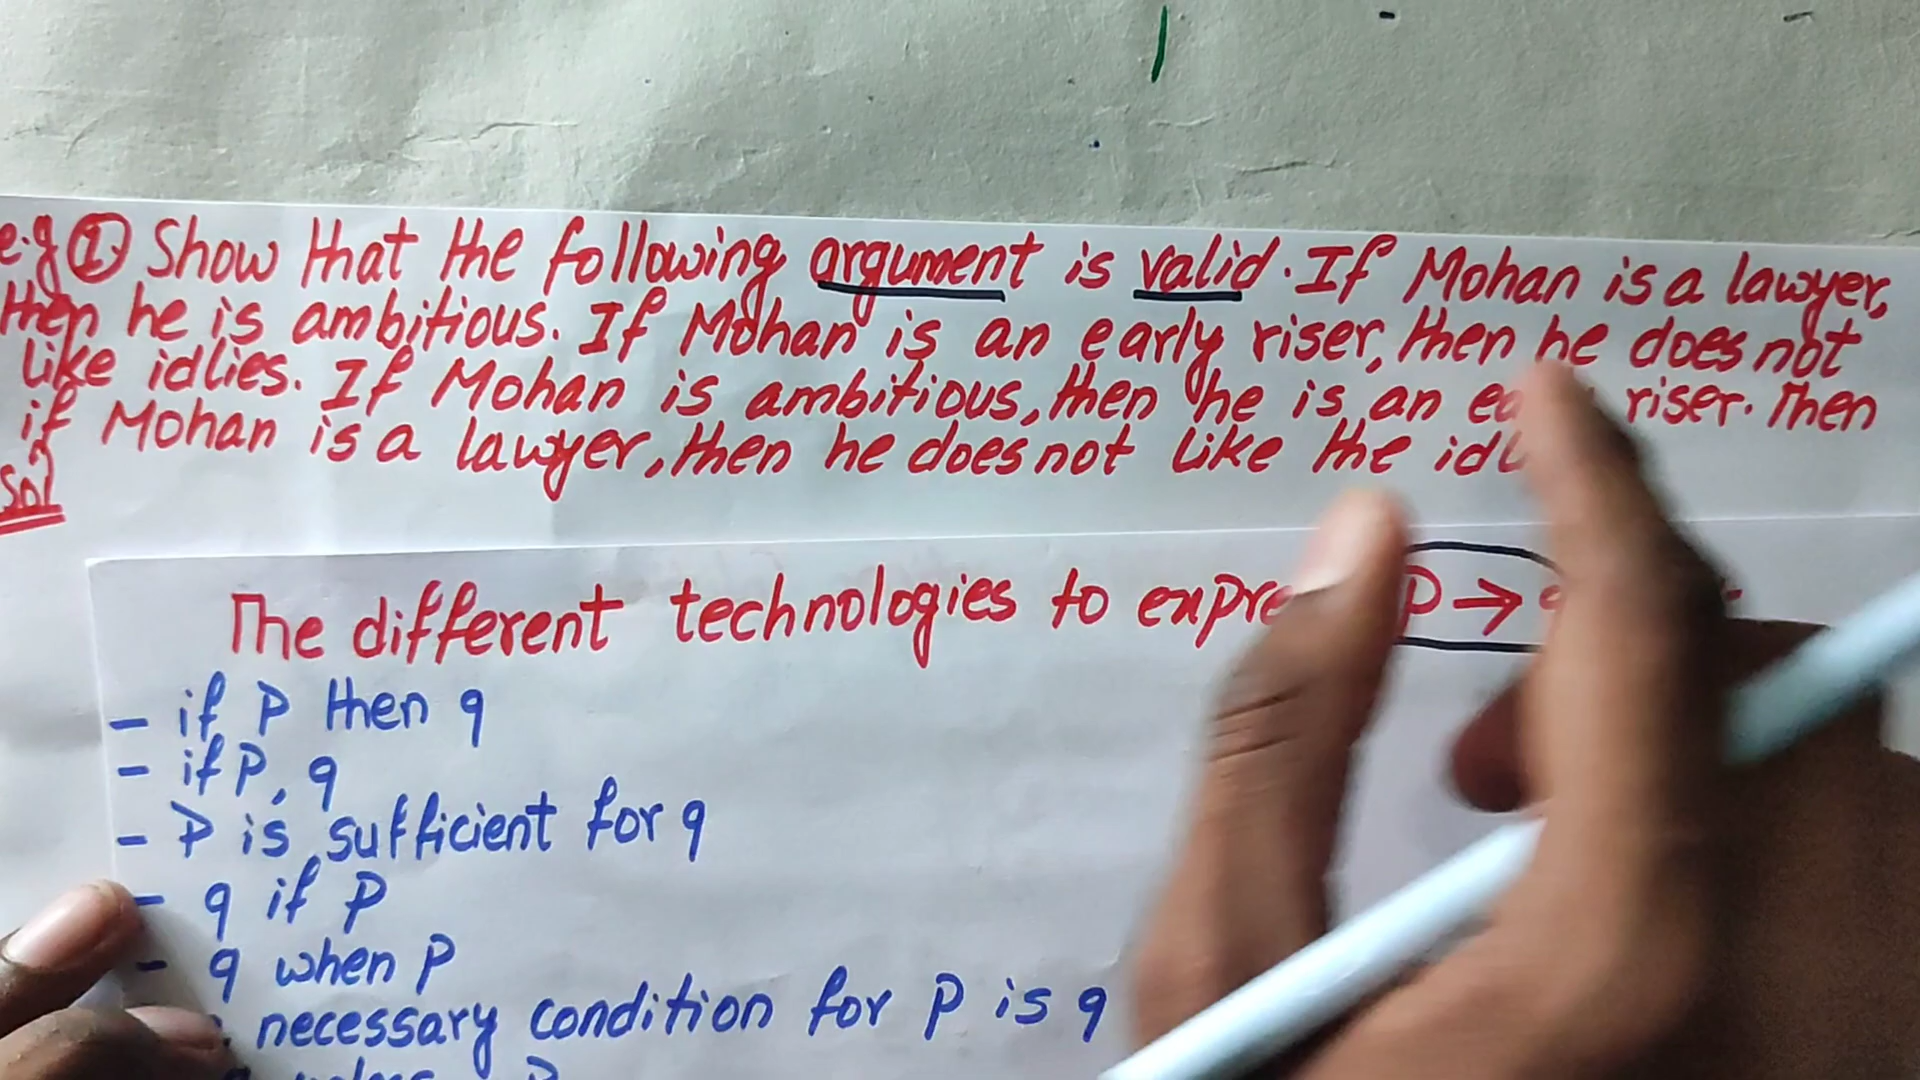 e.g ① Show that the following argument is valid. If Mohan is a lawyer,
then he is ambitious. If Mohan is an early riser, then he does not
like idlies. If Mohan is ambitious, then he is an riser. Then
if Mohan is a lawyer, then he does not like the
Sol
The different technologies to P →
- if P then q
- if P, q
- P is sufficient for q
- q if P
- q when P
necessary condition for P is q